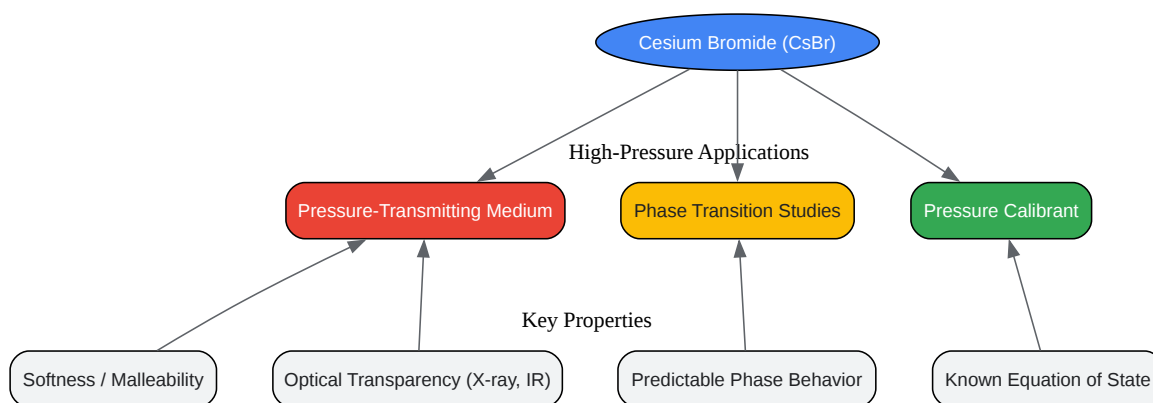 Cesium Bromide (CsBr)
High-Pressure Applications
Pressure-Transmitting Medium
Phase Transition Studies
Pressure Calibrant
Key Properties
Softness / Malleability
Optical Transparency (X-ray, IR)
Predictable Phase Behavior
Known Equation of State